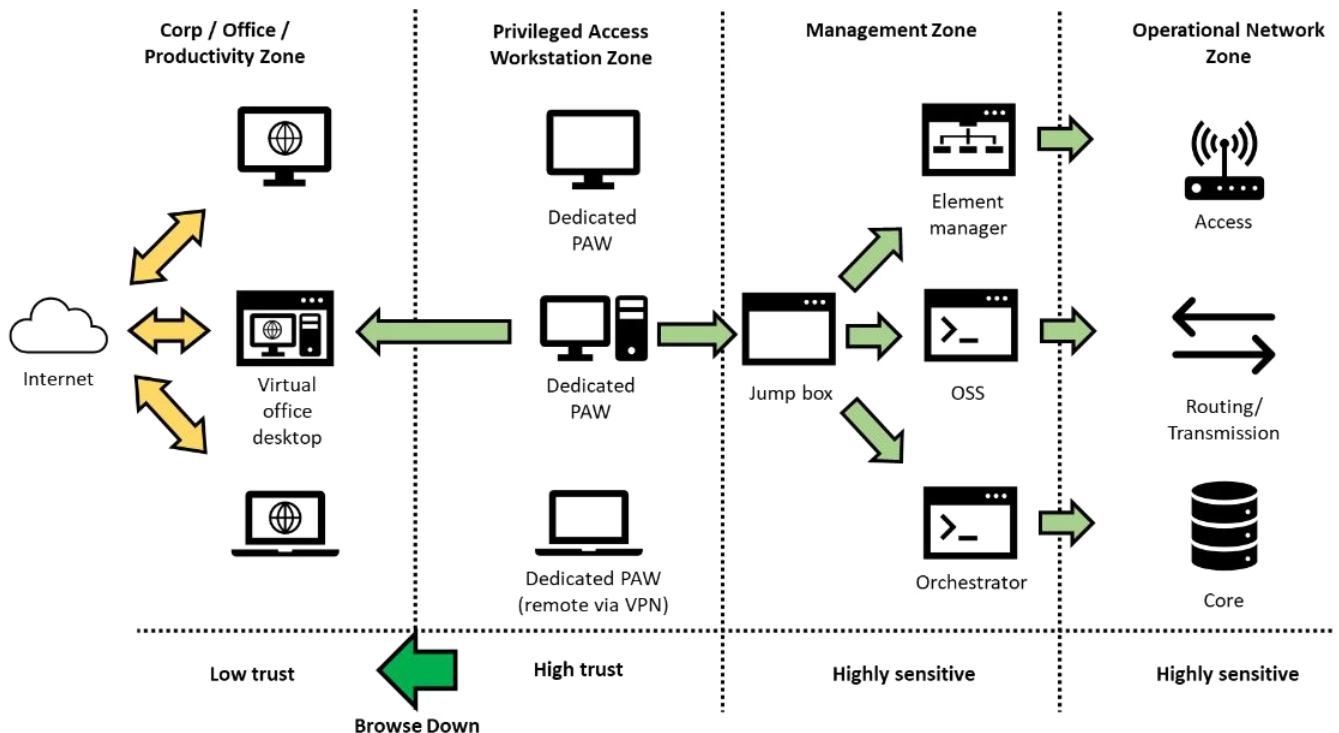 Corp / Office /
Productivity Zone
Privileged Access
Workstation Zone
Management Zone
Operational Network
Zone
Dedicated
PAW
Element
manager
Access
Internet
Virtual
office
desktop
Dedicated
PAW
Jump box
OSS
Routing/
Transmission
Dedicated PAW
(remote via VPN)
Orchestrator
Core
Low trust
High trust
Highly sensitive
Highly sensitive
Browse Down